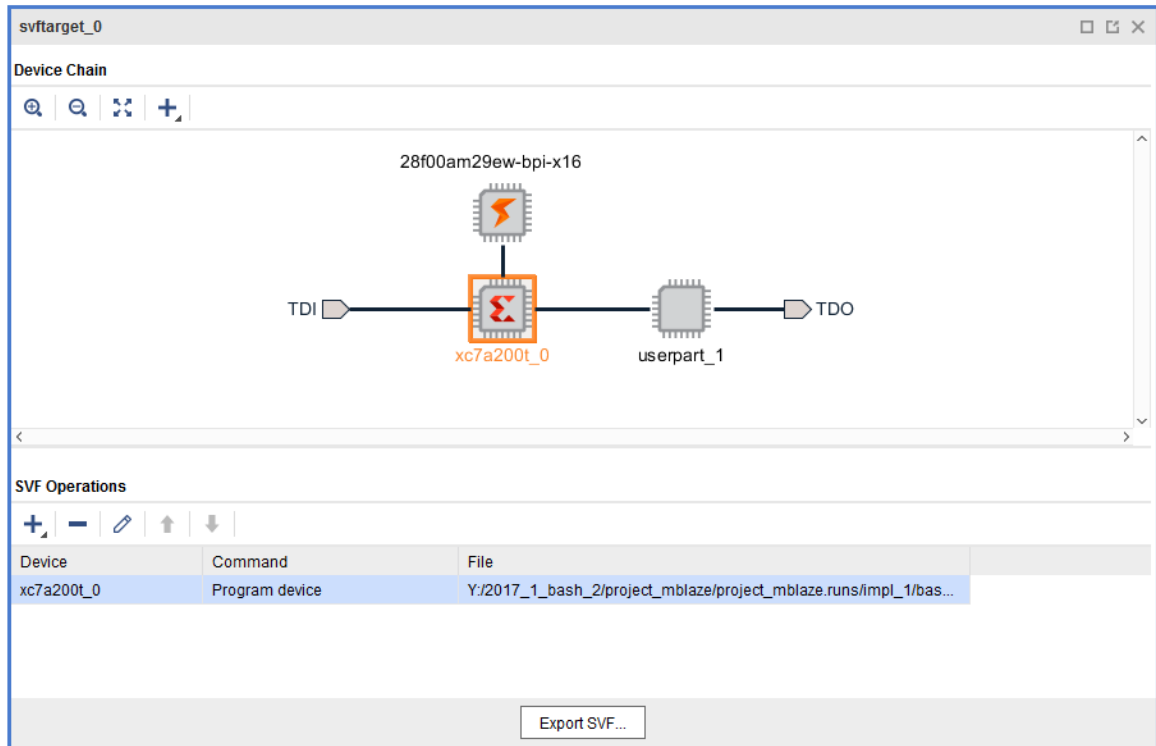 svftarget_0
Device Chain
28f00am29ew-bpi-x16
TDI
TDO
xc7a200t_0
userpart_1
SVF Operations
Device Command File
xc7a200t_0 Program device Y:/2017_1_bash_2/project_mblaze/project_mblaze.runs/impl_1/bas...
Export SVF...